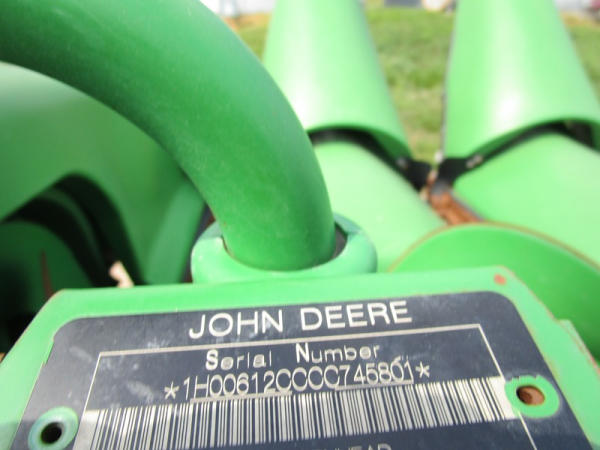 JOHN DEERE
Serial Number
*1H00612CCCC745801*